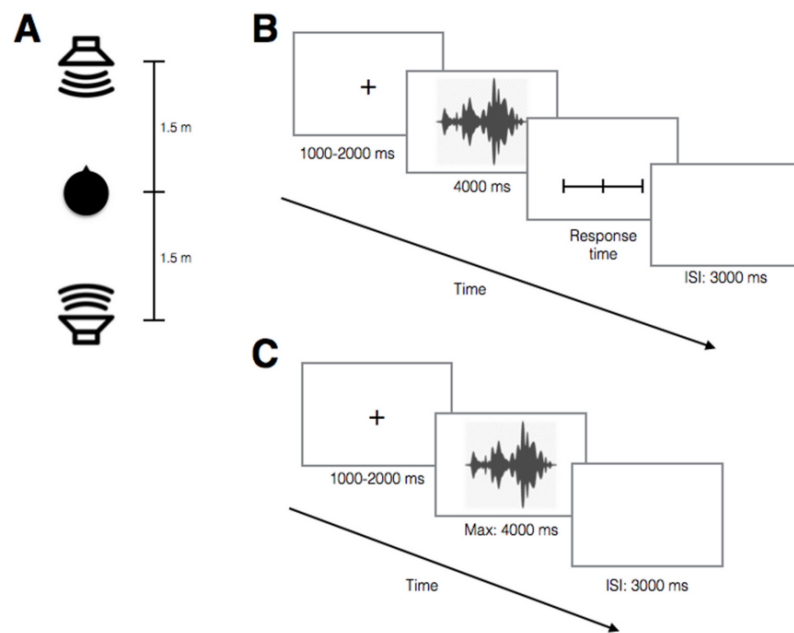 A
1.5 m
1.5 m
B
+
1000-2000 ms
4000 ms
Response
time
ISI: 3000 ms
Time
C
+
1000-2000 ms
Max: 4000 ms
ISI: 3000 ms
Time